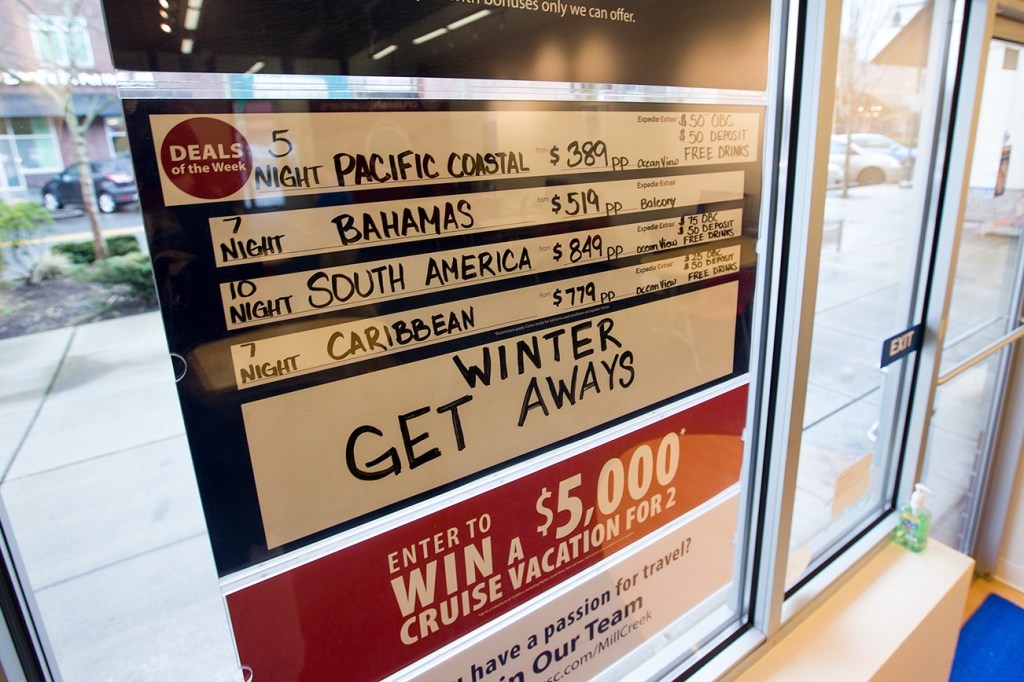 bonuses only we can offer.
DEALS
of the Week
5
NIGHT PACIFIC COASTAL from $389 pp Ocean View Expedia Extras $50 OBC
$50 DEPOSIT
FREE DRINKS
7
NIGHT BAHAMAS from $519 pp Balcony Expedia Extras
10
NIGHT SOUTH AMERICA from $849 pp Ocean View Expedia Extras $75 OBC
$50 DEPOSIT
FREE DRINKS
7
NIGHT CARIBBEAN from $779 pp Ocean View Expedia Extras $25 OBC
$50 DEPOSIT
FREE DRINKS
WINTER
GET AWAYS
ENTER TO
WIN A $5,000*
CRUISE VACATION FOR 2
have a passion for travel?
n Our Team
sc.com/MillCreek
EXIT